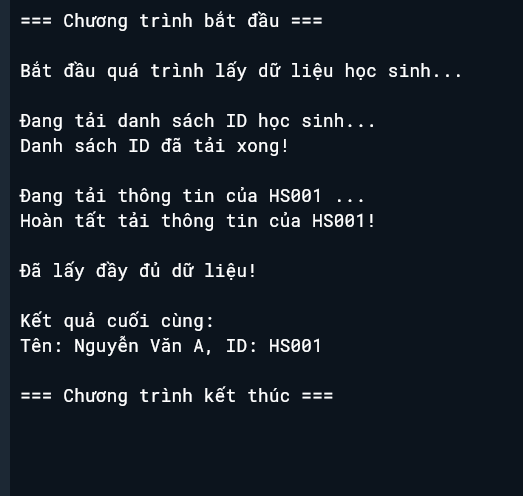 === Chương trình bắt đầu ===
Bắt đầu quá trình lấy dữ liệu học sinh...
Đang tải danh sách ID học sinh...
Danh sách ID đã tải xong!
Đang tải thông tin của HS001 ...
Hoàn tất tải thông tin của HS001!
Đã lấy đầy đủ dữ liệu!
Kết quả cuối cùng:
Tên: Nguyễn Văn A, ID: HS001
=== Chương trình kết thúc ===